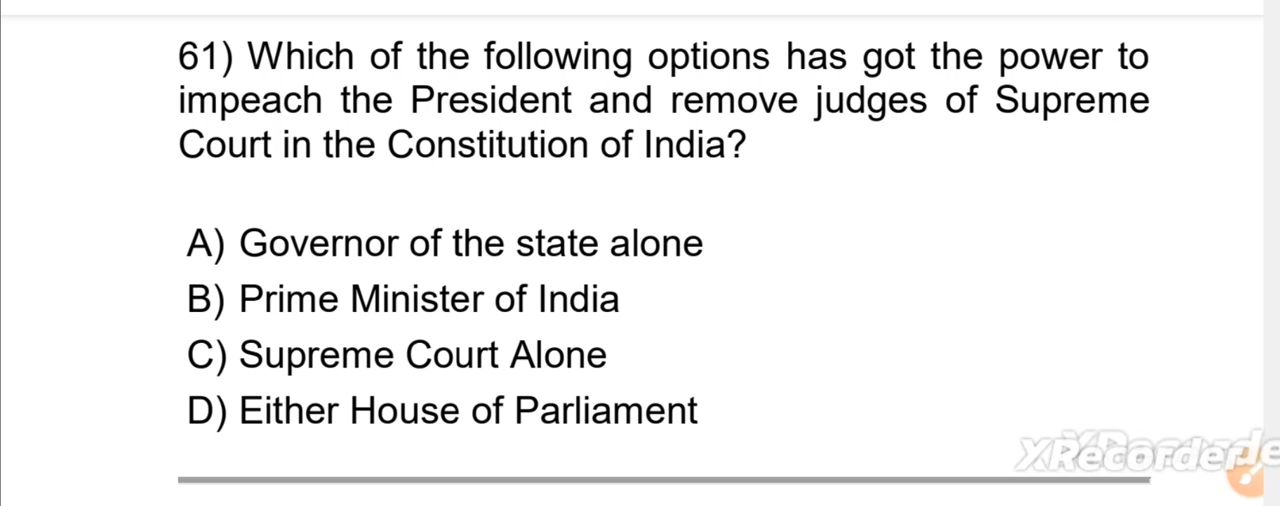 61) Which of the following options has got the power to
impeach the President and remove judges of Supreme
Court in the Constitution of India?
A) Governor of the state alone
B) Prime Minister of India
C) Supreme Court Alone
D) Either House of Parliament
XRecorder